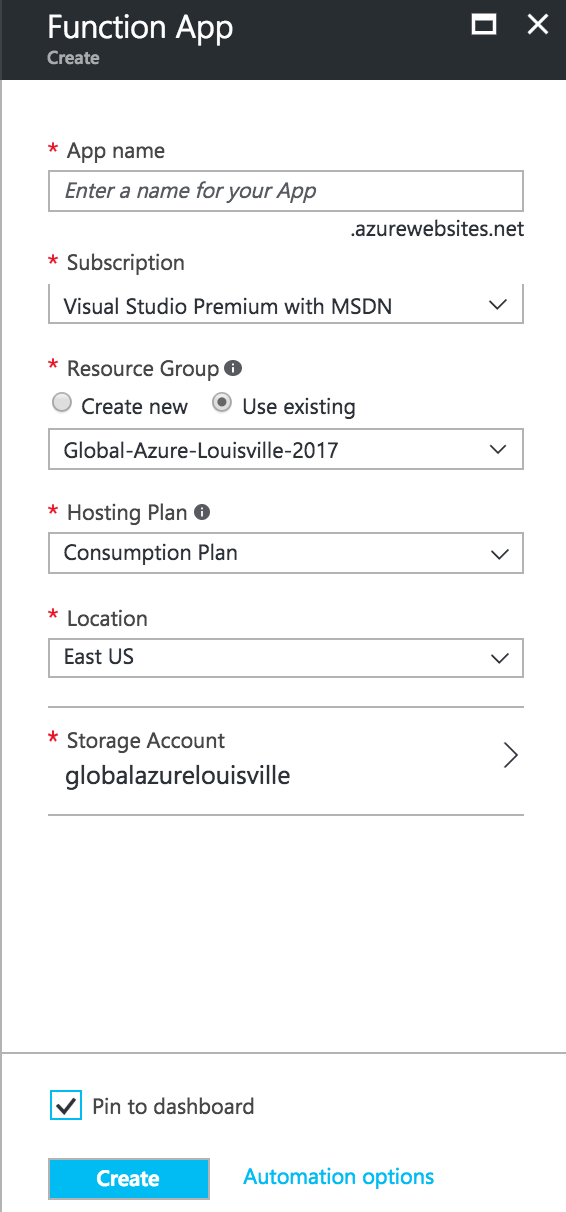 Function App
Create
* App name
Enter a name for your App
.azurewebsites.net
* Subscription
Visual Studio Premium with MSDN
* Resource Group
Create new Use existing
Global-Azure-Louisville-2017
* Hosting Plan
Consumption Plan
* Location
East US
* Storage Account
globalazurelouisville
Pin to dashboard
Create Automation options